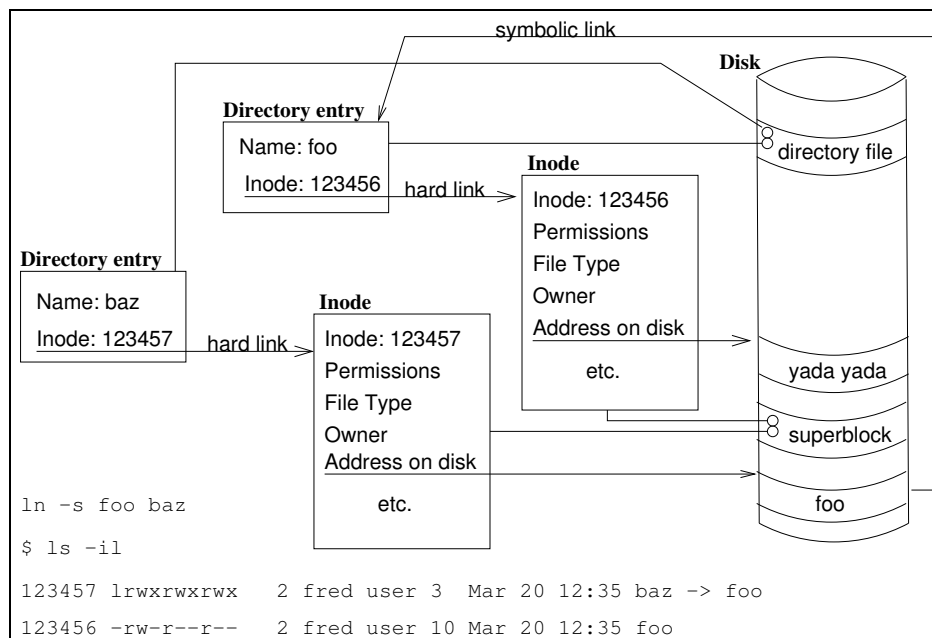 symbolic link
Disk
Directory entry
Name: foo
Inode: 123456
hard link
directory file
Inode
Inode: 123456
Permissions
File Type
Owner
Address on disk
etc.
Directory entry
Name: baz
Inode: 123457
hard link
Inode
Inode: 123457
Permissions
File Type
Owner
Address on disk
etc.
yada yada
superblock
foo
ln -s foo baz
$ ls -il
123457 lrwxrwxrwx 2 fred user 3 Mar 20 12:35 baz -> foo
123456 -rw-r--r-- 2 fred user 10 Mar 20 12:35 foo